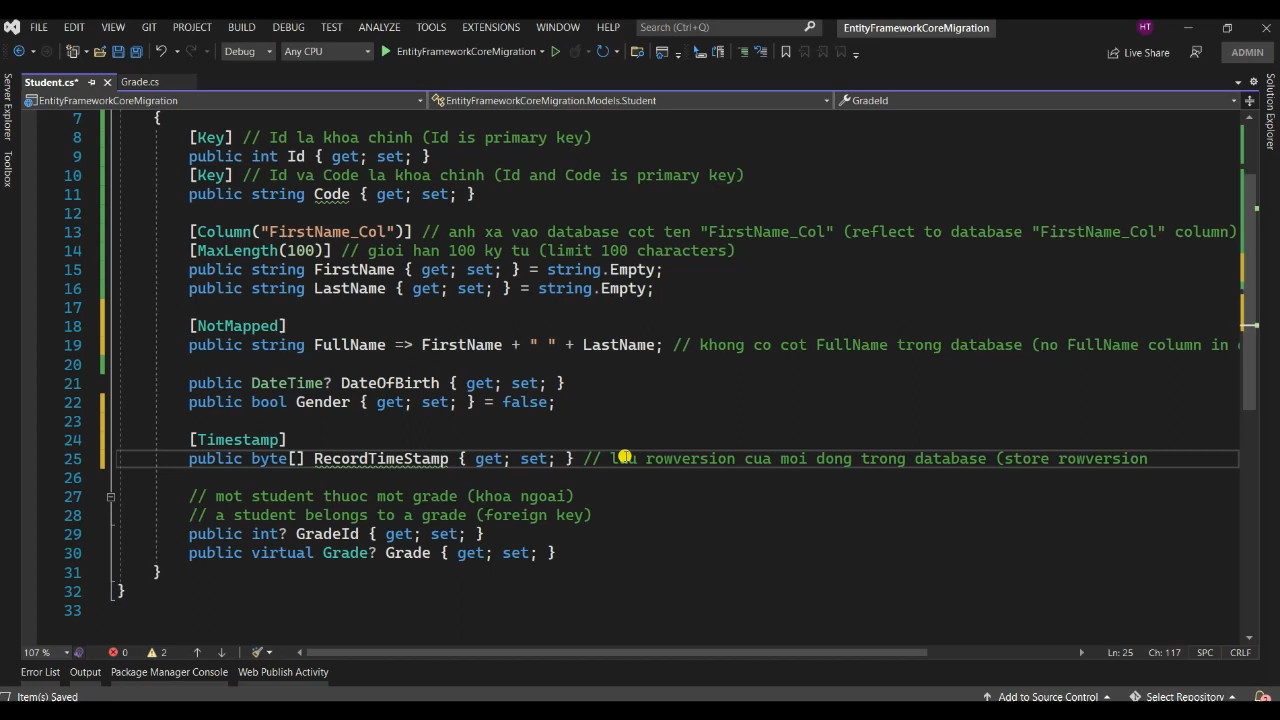 FILE EDIT VIEW GIT PROJECT BUILD DEBUG TEST ANALYZE TOOLS EXTENSIONS WINDOW HELP Search (Ctrl+Q) EntityFrameworkCoreMigration HT
Debug Any CPU EntityFrameworkCoreMigration Live Share ADMIN
Server Explorer
Toolbox
Solution Explorer
Student.cs* Grade.cs
EntityFrameworkCoreMigration EntityFrameworkCoreMigration.Models.Student GradeId
7 {
8 [Key] // Id la khoa chinh (Id is primary key)
9 public int Id { get; set; }
10 [Key] // Id va Code la khoa chinh (Id and Code is primary key)
11 public string Code { get; set; }
12
13 [Column("FirstName_Col")] // anh xa vao database cot ten "FirstName_Col" (reflect to database "FirstName_Col" column)
14 [MaxLength(100)] // gioi han 100 ky tu (limit 100 characters)
15 public string FirstName { get; set; } = string.Empty;
16 public string LastName { get; set; } = string.Empty;
17
18 [NotMapped]
19 public string FullName => FirstName + " " + LastName; // khong co cot FullName trong database (no FullName column in
20
21 public DateTime? DateOfBirth { get; set; }
22 public bool Gender { get; set; } = false;
23
24 [Timestamp]
25 public byte[] RecordTimeStamp { get; set; } // luu rowversion cua moi dong trong database (store rowversion
26
27 // mot student thuoc mot grade (khoa ngoai)
28 // a student belongs to a grade (foreign key)
29 public int? GradeId { get; set; }
30 public virtual Grade? Grade { get; set; }
31 }
32 }
33
107 % 0 2 Ln: 25 Ch: 117 SPC CRLF
Error List Output Package Manager Console Web Publish Activity
Item(s) Saved Add to Source Control Select Repository